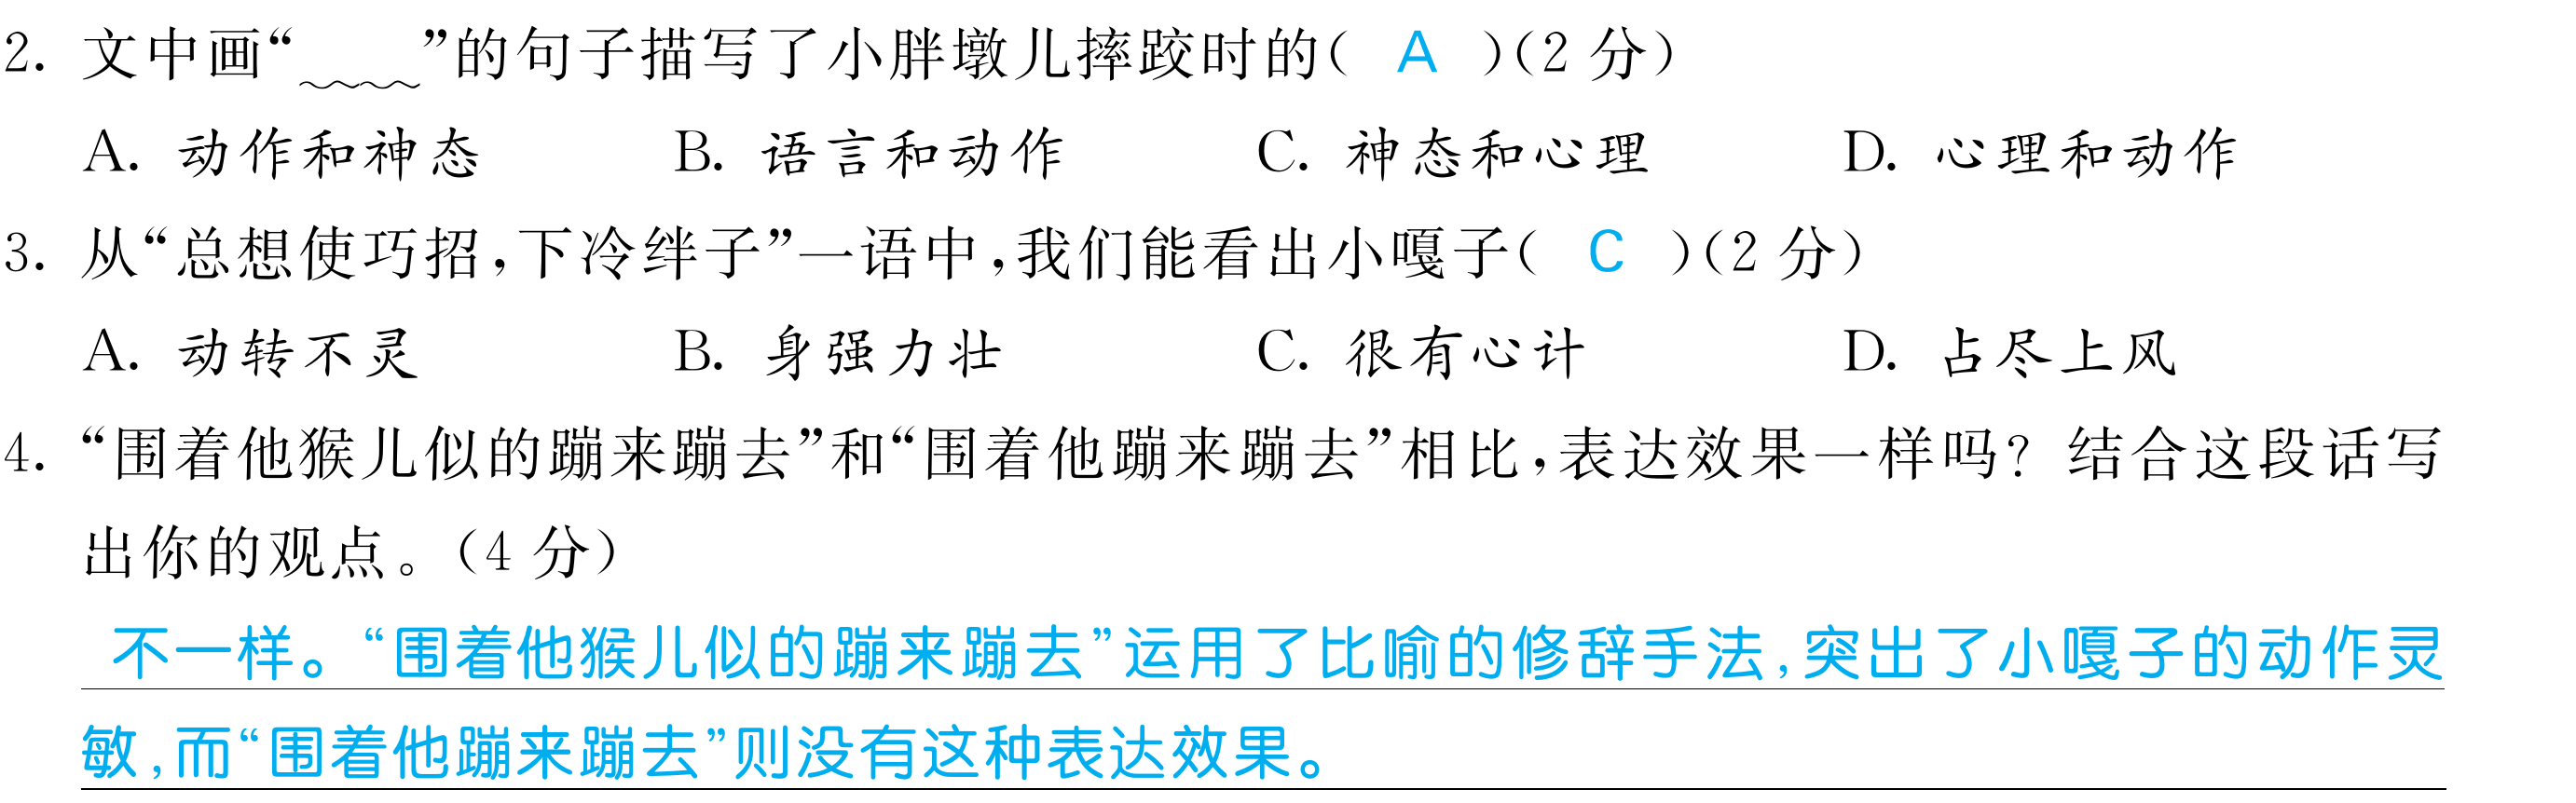 2. 文中画“﹏﹏”的句子描写了小胖墩儿摔跤时的( A )(2 分)
A. 动作和神态 B. 语言和动作 C. 神态和心理 D. 心理和动作
3. 从“总想使巧招,下冷绊子”一语中,我们能看出小嘎子( C )(2 分)
A. 动转不灵 B. 身强力壮 C. 很有心计 D. 占尽上风
4. “围着他猴儿似的蹦来蹦去”和“围着他蹦来蹦去”相比,表达效果一样吗? 结合这段话写
出你的观点。(4 分)
不一样。“围着他猴儿似的蹦来蹦去”运用了比喻的修辞手法,突出了小嘎子的动作灵
敏,而“围着他蹦来蹦去”则没有这种表达效果。